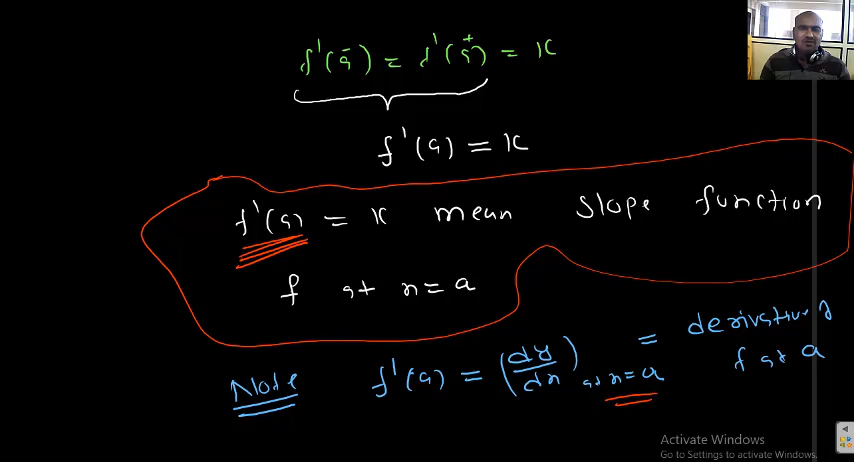 f'(a⁻) = f'(a⁺) = K
f'(a) = K
f'(a) = K mean slope function
f at x = a
Note f'(a) = (dy/dx) at x = a = derivative of
f at a
Activate Windows
Go to Settings to activate Windows.